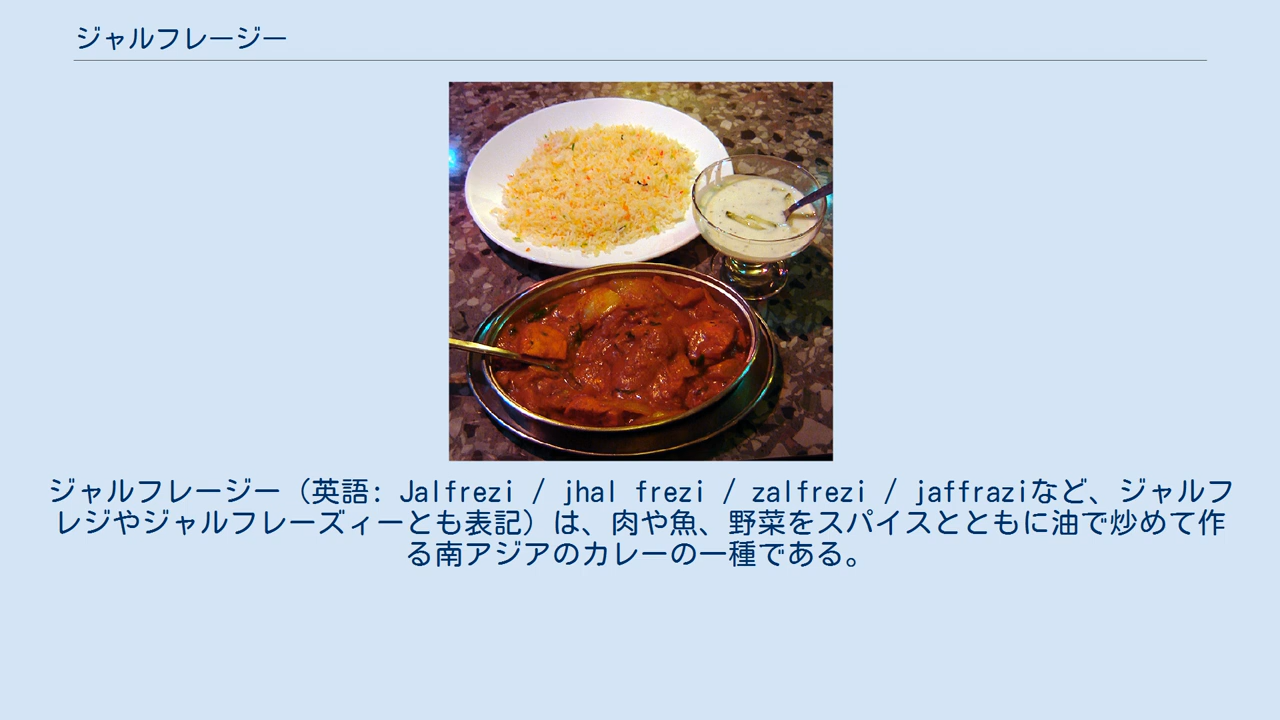 ジャルフレージー
ジャルフレージー（英語: Jalfrezi / jhal frezi / zalfrezi / jaffraziなど、ジャルフ
レジやジャルフレーズィーとも表記）は、肉や魚、野菜をスパイスとともに油で炒めて作
る南アジアのカレーの一種である。